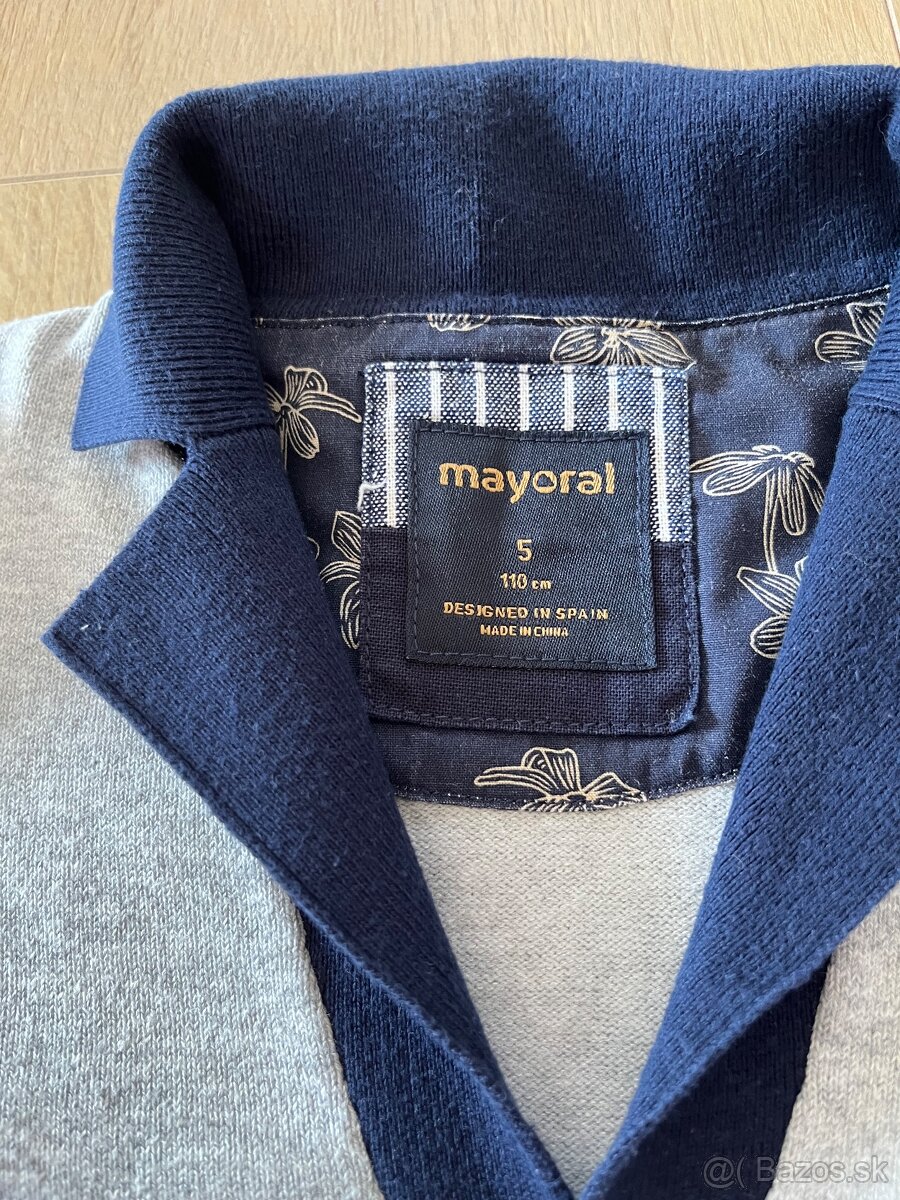 mayoral
5
110 cm
DESIGNED IN SPAIN
MADE IN CHINA
@( Bazos.sk